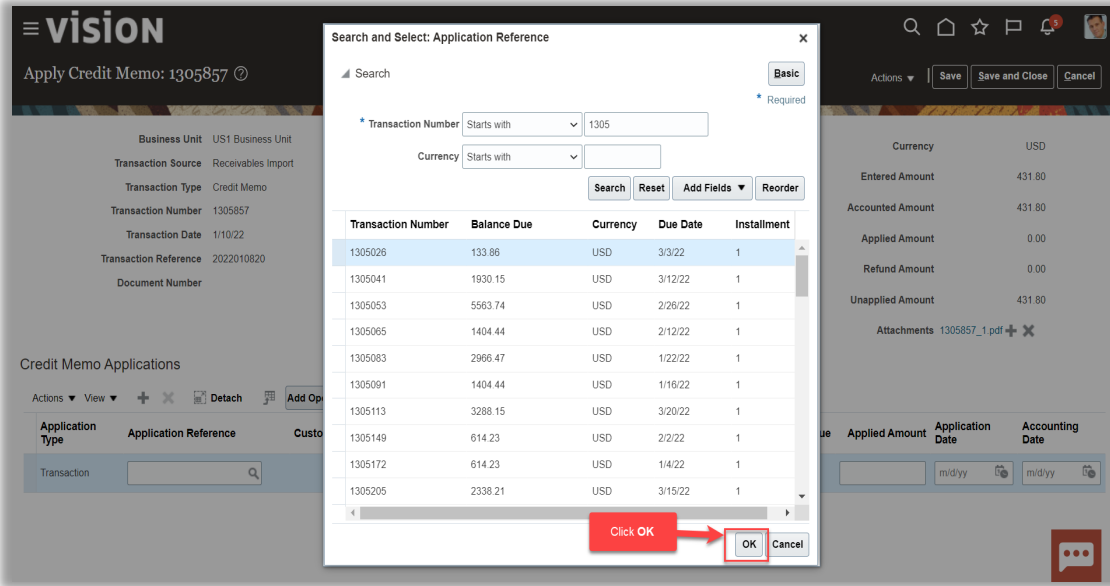 VISION
5
Apply Credit Memo: 1305857
Actions
Save
Save and Close
Cancel
Business Unit US1 Business Unit
Transaction Source Receivables Import
Transaction Type Credit Memo
Transaction Number 1305857
Transaction Date 1/10/22
Transaction Reference 2022010820
Document Number
Currency USD
Entered Amount 431.80
Accounted Amount 431.80
Applied Amount 0.00
Refund Amount 0.00
Unapplied Amount 431.80
Attachments 1305857_1.pdf
Credit Memo Applications
Actions View Detach Add Op
Application Type Application Reference Custo ue Applied Amount Application Date Accounting Date
Transaction m/d/yy m/d/yy
Search and Select: Application Reference
Search
Basic
* Required
* Transaction Number Starts with 1305
Currency Starts with
Search Reset Add Fields Reorder
Transaction Number Balance Due Currency Due Date Installment
1305026 133.86 USD 3/3/22 1
1305041 1930.15 USD 3/12/22 1
1305053 5563.74 USD 2/26/22 1
1305065 1404.44 USD 2/12/22 1
1305083 2966.47 USD 1/22/22 1
1305091 1404.44 USD 1/16/22 1
1305113 3288.15 USD 3/20/22 1
1305149 614.23 USD 2/2/22 1
1305172 614.23 USD 1/4/22 1
1305205 2338.21 USD 3/15/22 1
Click OK
OK Cancel